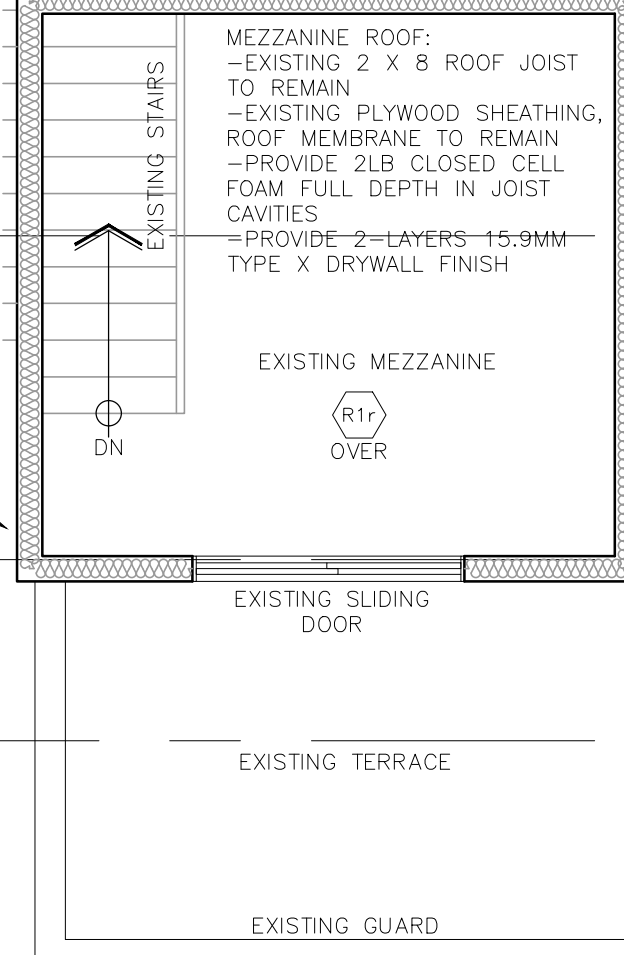 MEZZANINE ROOF:
-EXISTING 2 X 8 ROOF JOIST
TO REMAIN
-EXISTING PLYWOOD SHEATHING,
ROOF MEMBRANE TO REMAIN
-PROVIDE 2LB CLOSED CELL
FOAM FULL DEPTH IN JOIST
CAVITIES
-PROVIDE 2-LAYERS 15.9MM
TYPE X DRYWALL FINISH
EXISTING STAIRS
EXISTING MEZZANINE
R1r
OVER
DN
EXISTING SLIDING
DOOR
EXISTING TERRACE
EXISTING GUARD